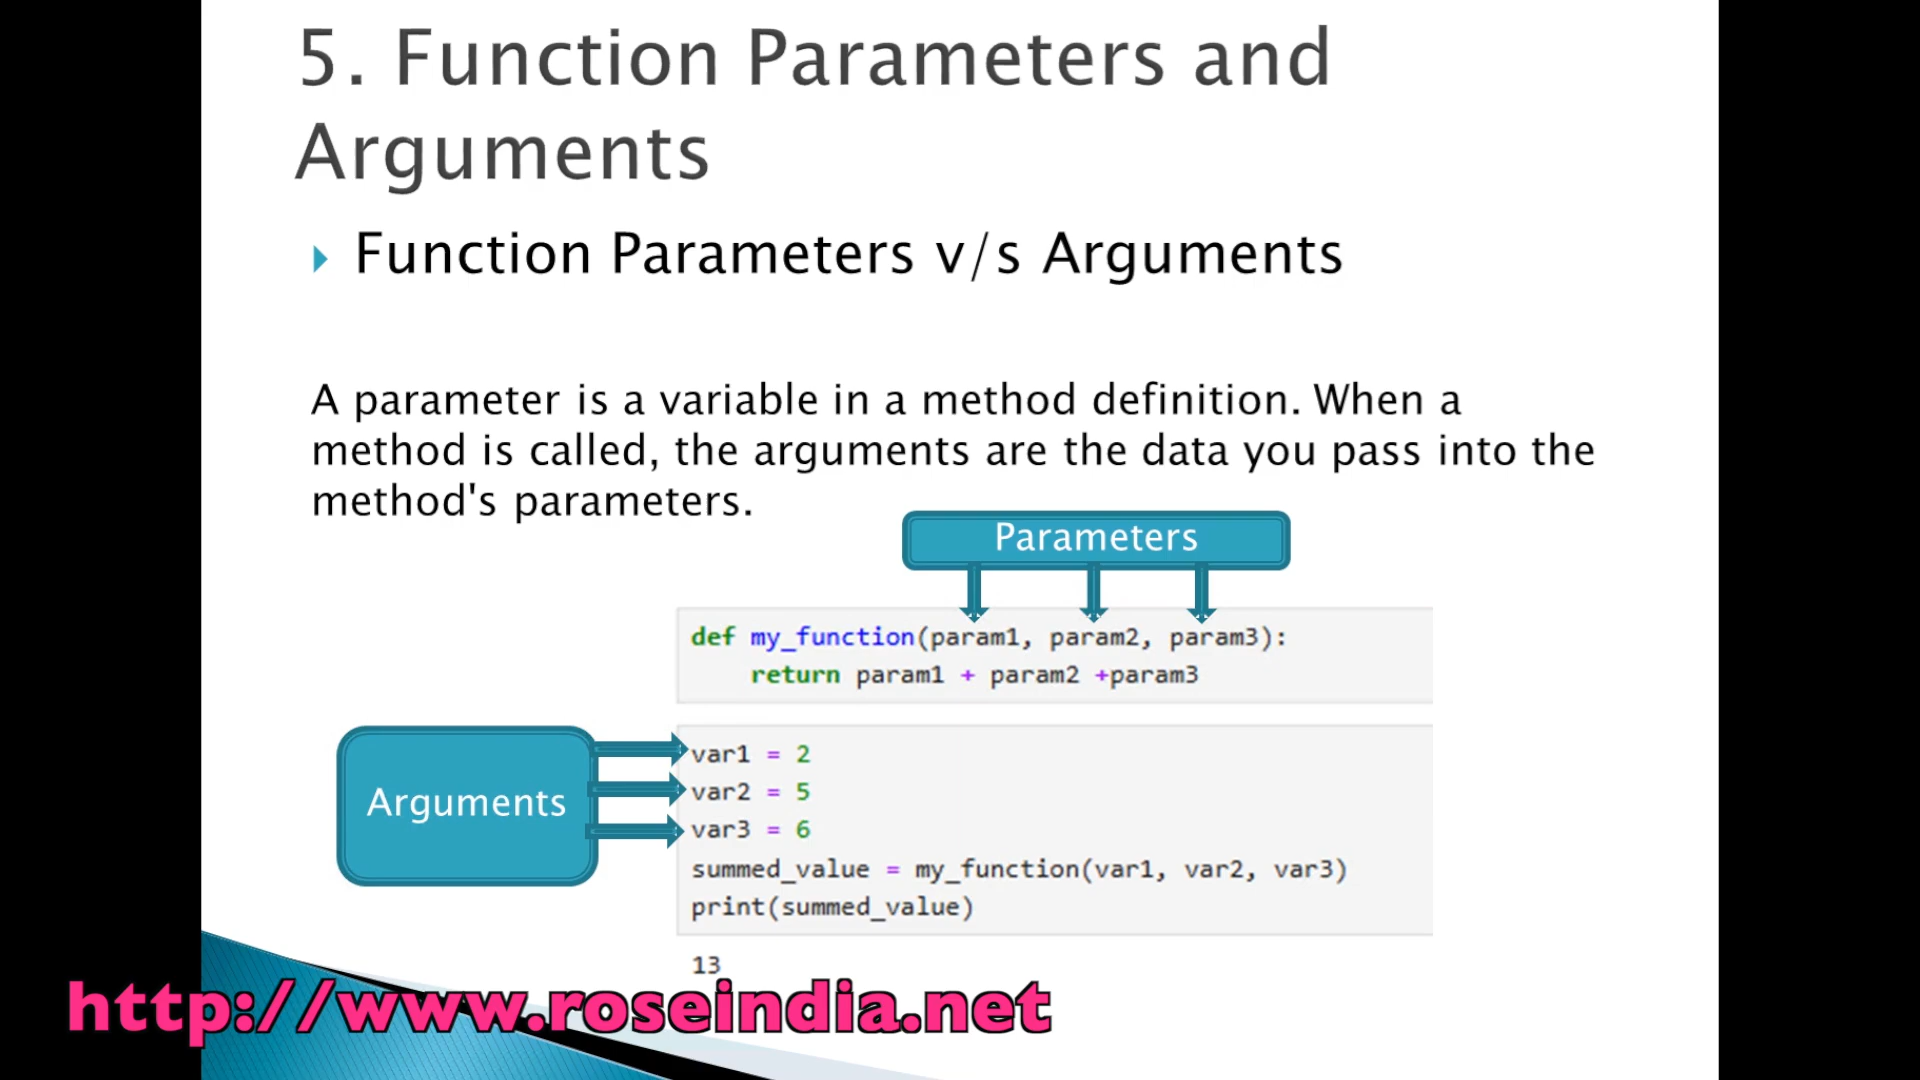 5. Function Parameters and
Arguments
Function Parameters v/s Arguments
A parameter is a variable in a method definition. When a
method is called, the arguments are the data you pass into the
method's parameters.
Parameters
def my_function(param1, param2, param3):
return param1 + param2 +param3
Arguments
var1 = 2
var2 = 5
var3 = 6
summed_value = my_function(var1, var2, var3)
print(summed_value)
13
http://www.roseindia.net